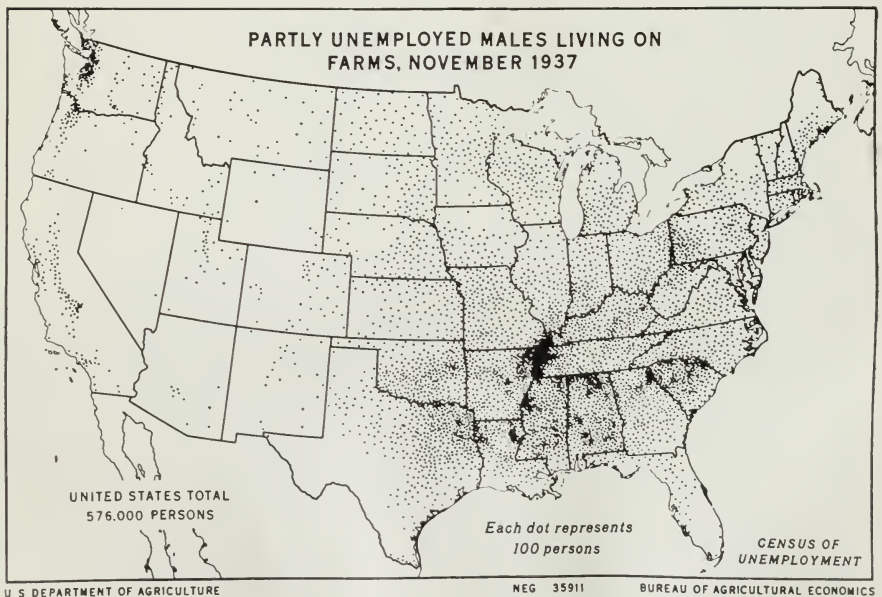 PARTLY UNEMPLOYED MALES LIVING ON
FARMS, NOVEMBER 1937
UNITED STATES TOTAL
576,000 PERSONS
Each dot represents
100 persons
CENSUS OF
UNEMPLOYMENT
U S DEPARTMENT OF AGRICULTURE
NEG 35911
BUREAU OF AGRICULTURAL ECONOMICS